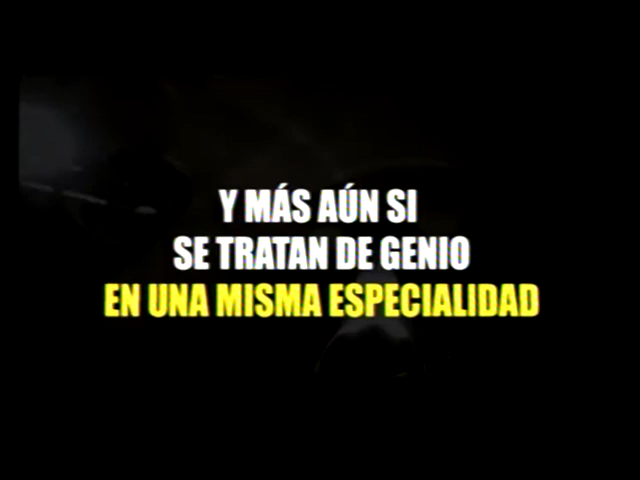 Y MÁS AÚN SI
SE TRATAN DE GENIO
EN UNA MISMA ESPECIALIDAD